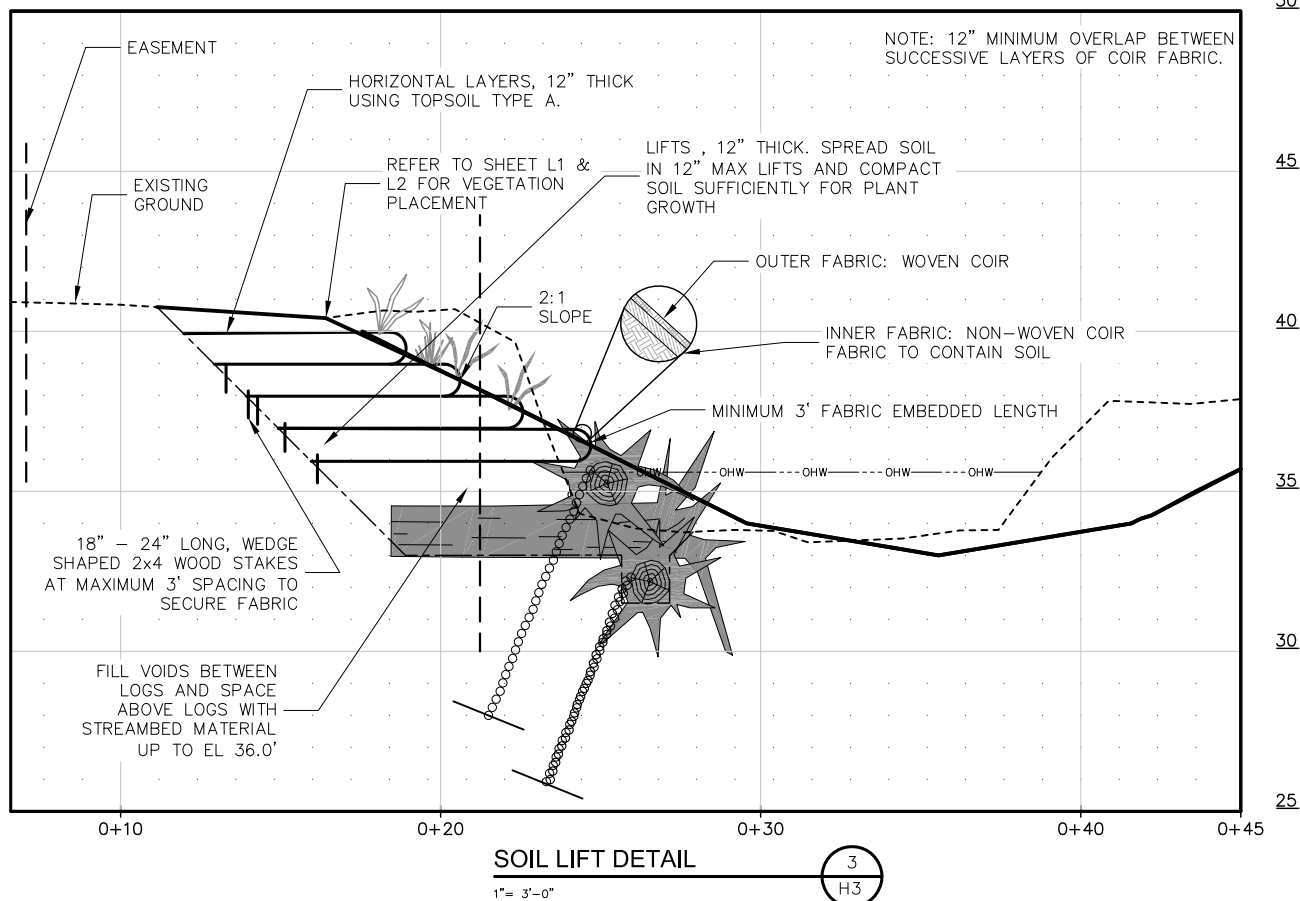 50
EASEMENT
NOTE: 12” MINIMUM OVERLAP BETWEEN
SUCCESSIVE LAYERS OF COIR FABRIC.
HORIZONTAL LAYERS, 12” THICK
USING TOPSOIL TYPE A.
LIFTS , 12” THICK. SPREAD SOIL
IN 12” MAX LIFTS AND COMPACT
SOIL SUFFICIENTLY FOR PLANT
GROWTH
45
REFER TO SHEET L1 &
L2 FOR VEGETATION
PLACEMENT
EXISTING
GROUND
OUTER FABRIC: WOVEN COIR
2:1
SLOPE
40
INNER FABRIC: NON-WOVEN COIR
FABRIC TO CONTAIN SOIL
MINIMUM 3' FABRIC EMBEDDED LENGTH
OHW OHW OHW OHW OHW
35
18” – 24” LONG, WEDGE
SHAPED 2x4 WOOD STAKES
AT MAXIMUM 3' SPACING TO
SECURE FABRIC
30
FILL VOIDS BETWEEN
LOGS AND SPACE
ABOVE LOGS WITH
STREAMBED MATERIAL
UP TO EL 36.0'
25
0+10 0+20 0+30 0+40 0+45
SOIL LIFT DETAIL
1”= 3'-0”
3
H3